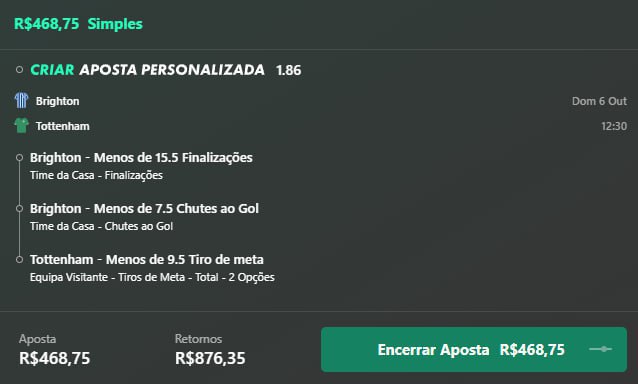 R$468,75 Simples
CRIAR APOSTA PERSONALIZADA 1.86
Brighton Dom 6 Out
Tottenham 12:30
Brighton - Menos de 15.5 Finalizações
Time da Casa - Finalizações
Brighton - Menos de 7.5 Chutes ao Gol
Time da Casa - Chutes ao Gol
Tottenham - Menos de 9.5 Tiro de meta
Equipa Visitante - Tiros de Meta - Total - 2 Opções
Aposta Retornos
R$468,75 R$876,35 Encerrar Aposta R$468,75